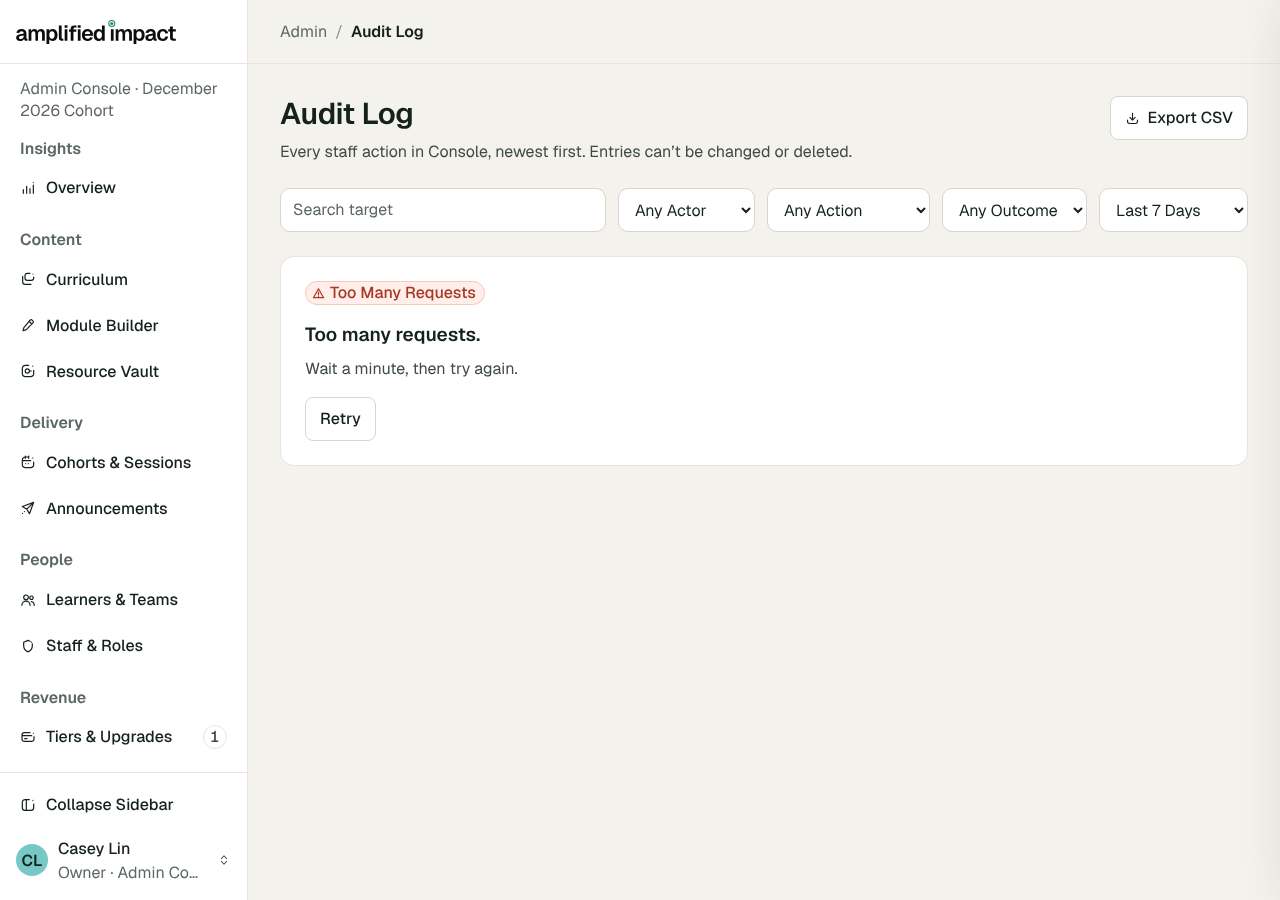 amplified impact
Admin / Audit Log
Admin Console · December
2026 Cohort
Insights
Overview
Content
Curriculum
Module Builder
Resource Vault
Delivery
Cohorts & Sessions
Announcements
People
Learners & Teams
Staff & Roles
Revenue
Tiers & Upgrades 1
Collapse Sidebar
CL
Casey Lin
Owner · Admin Co...
Audit Log
Export CSV
Every staff action in Console, newest first. Entries can't be changed or deleted.
Search target
Any Actor
Any Action
Any Outcome
Last 7 Days
Too Many Requests
Too many requests.
Wait a minute, then try again.
Retry